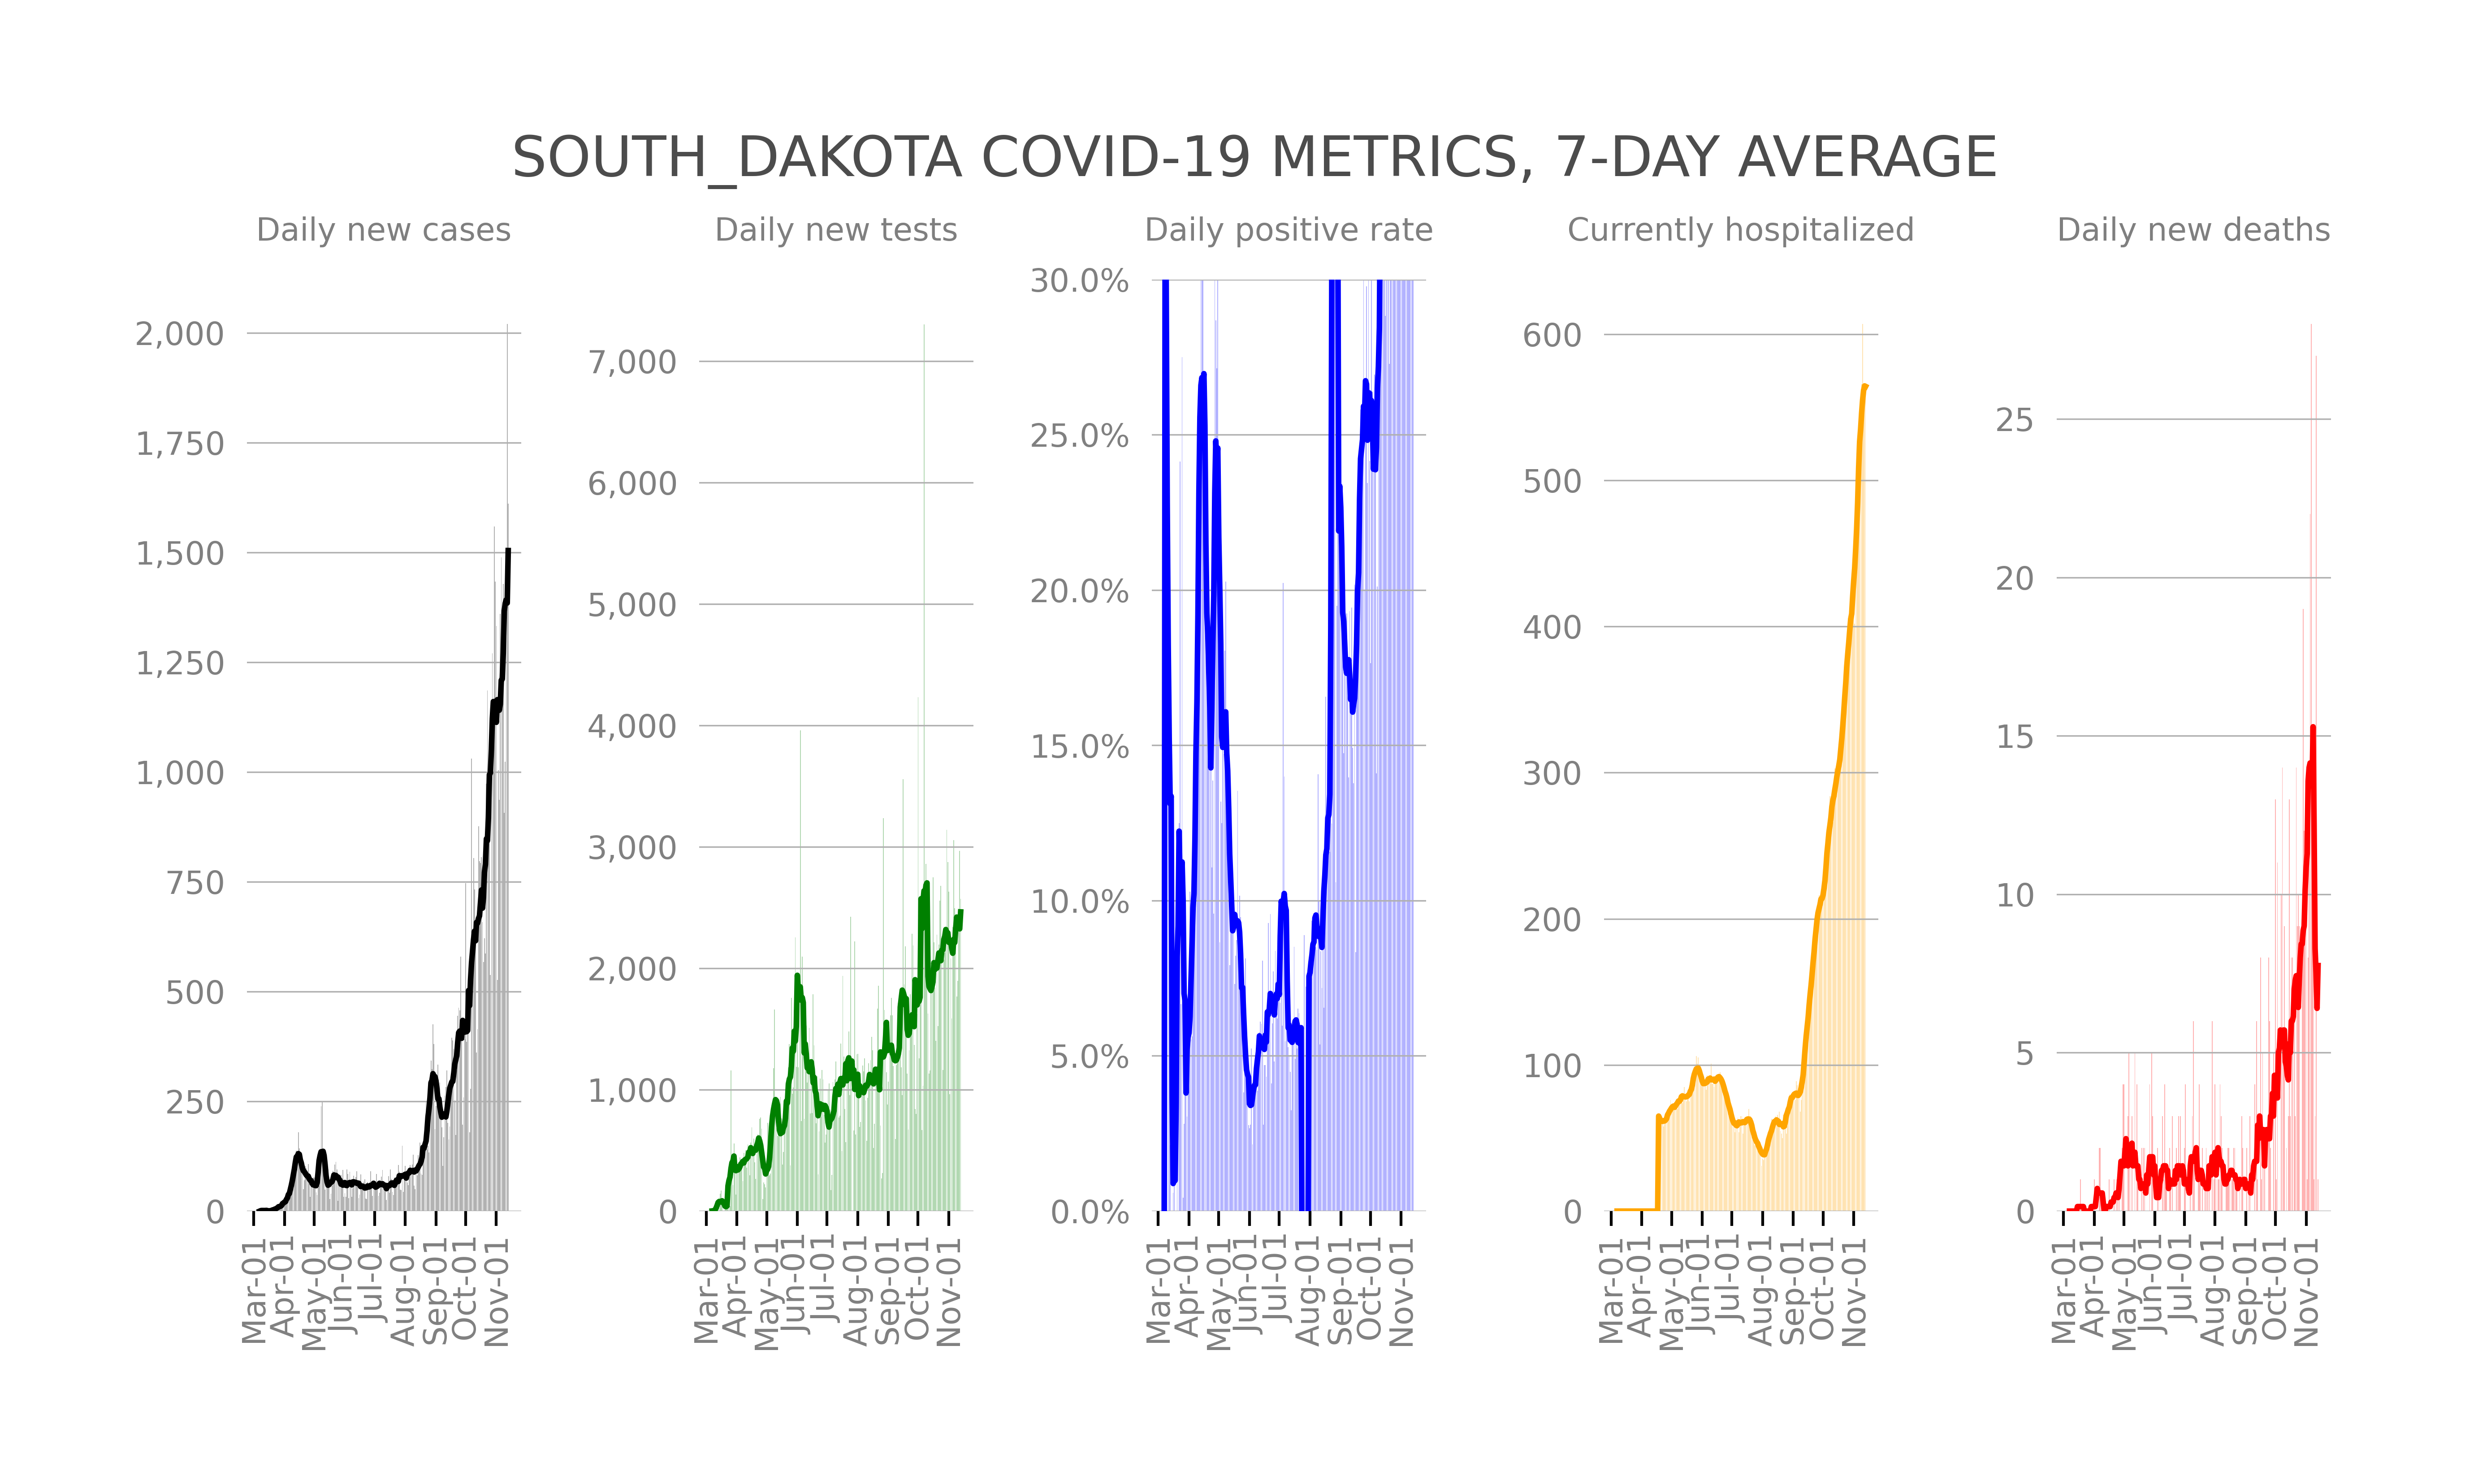 SOUTH_DAKOTA COVID-19 METRICS, 7-DAY AVERAGE
Daily new cases
2,000
1,750
1,500
1,250
1,000
750
500
250
0
Mar-01
Apr-01
May-01
Jun-01
Jul-01
Aug-01
Sep-01
Oct-01
Nov-01
Daily new tests
7,000
6,000
5,000
4,000
3,000
2,000
1,000
0
Mar-01
Apr-01
May-01
Jun-01
Jul-01
Aug-01
Sep-01
Oct-01
Nov-01
Daily positive rate
30.0%
25.0%
20.0%
15.0%
10.0%
5.0%
0.0%
Mar-01
Apr-01
May-01
Jun-01
Jul-01
Aug-01
Sep-01
Oct-01
Nov-01
Currently hospitalized
600
500
400
300
200
100
0
Mar-01
Apr-01
May-01
Jun-01
Jul-01
Aug-01
Sep-01
Oct-01
Nov-01
Daily new deaths
25
20
15
10
5
0
Mar-01
Apr-01
May-01
Jun-01
Jul-01
Aug-01
Sep-01
Oct-01
Nov-01